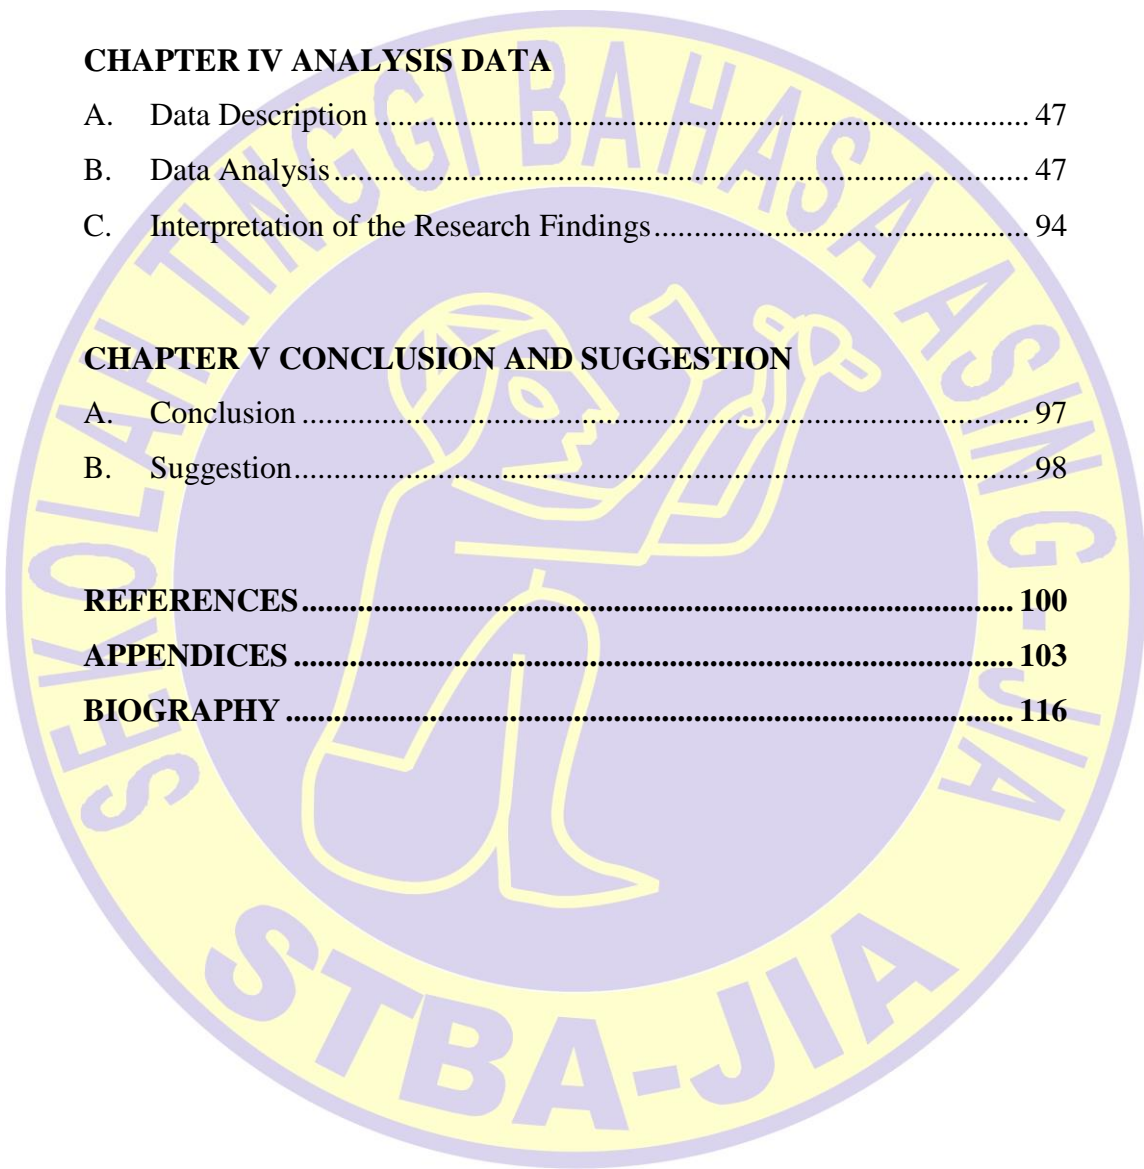 CHAPTER IV ANALYSIS DATA
A. Data Description ........................................................................................ 47
B. Data Analysis ............................................................................................. 47
C. Interpretation of the Research Findings .................................................... 94
CHAPTER V CONCLUSION AND SUGGESTION
A. Conclusion ................................................................................................. 97
B. Suggestion .................................................................................................. 98
REFERENCES ......................................................................................... 100
APPENDICES .......................................................................................... 103
BIOGRAPHY ........................................................................................... 116
SEKOLAH TINGGI BAHASA ASING-JIA
STBA-JIA